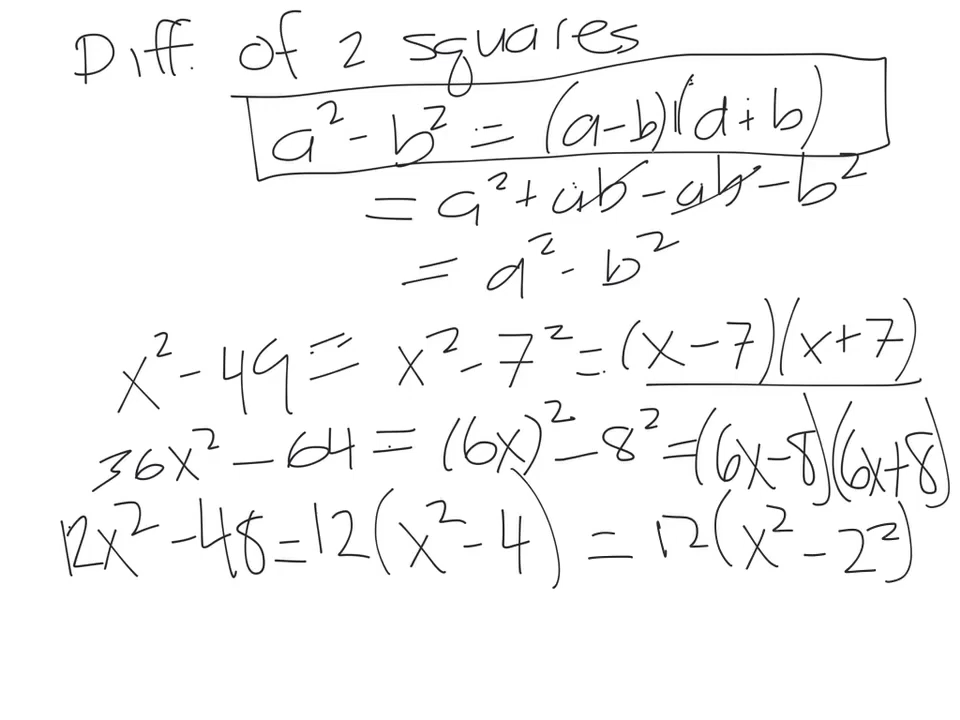 Diff. of 2 squares
a² - b² = (a-b)(a+b)
= a² + ab - ab - b²
= a² - b²
x² - 49 = x² - 7² = (x-7)(x+7)
36x² - 64 = (6x)² - 8² = (6x-8)(6x+8)
12x² - 48 = 12(x² - 4) = 12(x² - 2²)